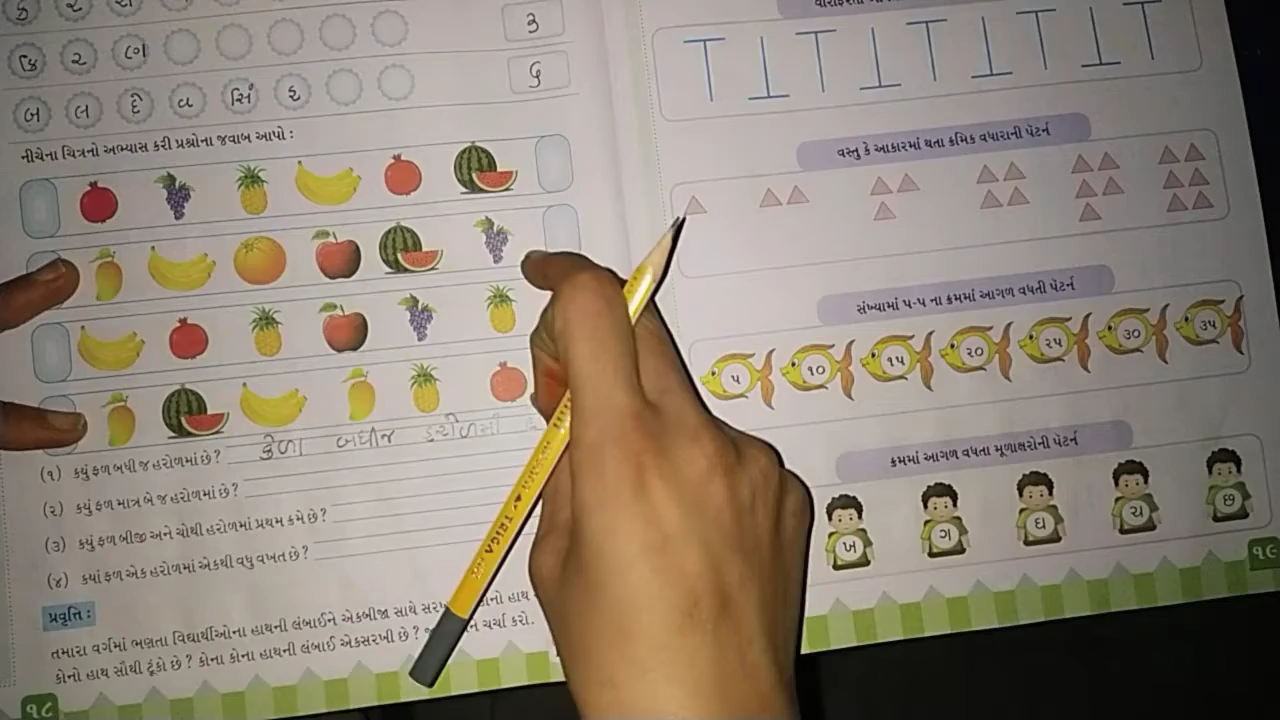 ક્રિ ૨ ણ
૩
બ લ દે વ સિં હ
૬
નીચેના ચિત્રનો અભ્યાસ કરી પ્રશ્નોના જવાબ આપો :
(૧) કયું ફળ બધી જ હરોળમાં છે? કેળા બધીજ હરોળમાં
(૨) કયું ફળ માત્ર બે જ હરોળમાં છે?
(૩) કયું ફળ બીજી અને ચોથી હરોળમાં પ્રથમ ક્રમે છે?
(૪) કયાં ફળ એક હરોળમાં એકથી વધુ વખત છે?
પ્રવૃત્તિ :
તમારા વર્ગમાં ભણતા વિદ્યાર્થીઓના હાથની લંબાઈને એકબીજા સાથે હાથ
કોનો હાથ સૌથી ટૂંકો છે? કોના કોના હાથની લંબાઈ એકસરખી છે? ચર્ચા કરો.
૧૮
વસ્તુ કે આકારમાં થતા ક્રમિક વધારાની પૅટર્ન
સંખ્યામાં ૫-૫ ના ક્રમમાં આગળ વધતી પૅટર્ન
૫ ૧૦ ૧૫ ૨૦ ૨૫ ૩૦ ૩૫
ક્રમમાં આગળ વધતા મૂળાક્ષરોની પૅટર્ન
ખ ગ ઘ ચ છ
૧૯